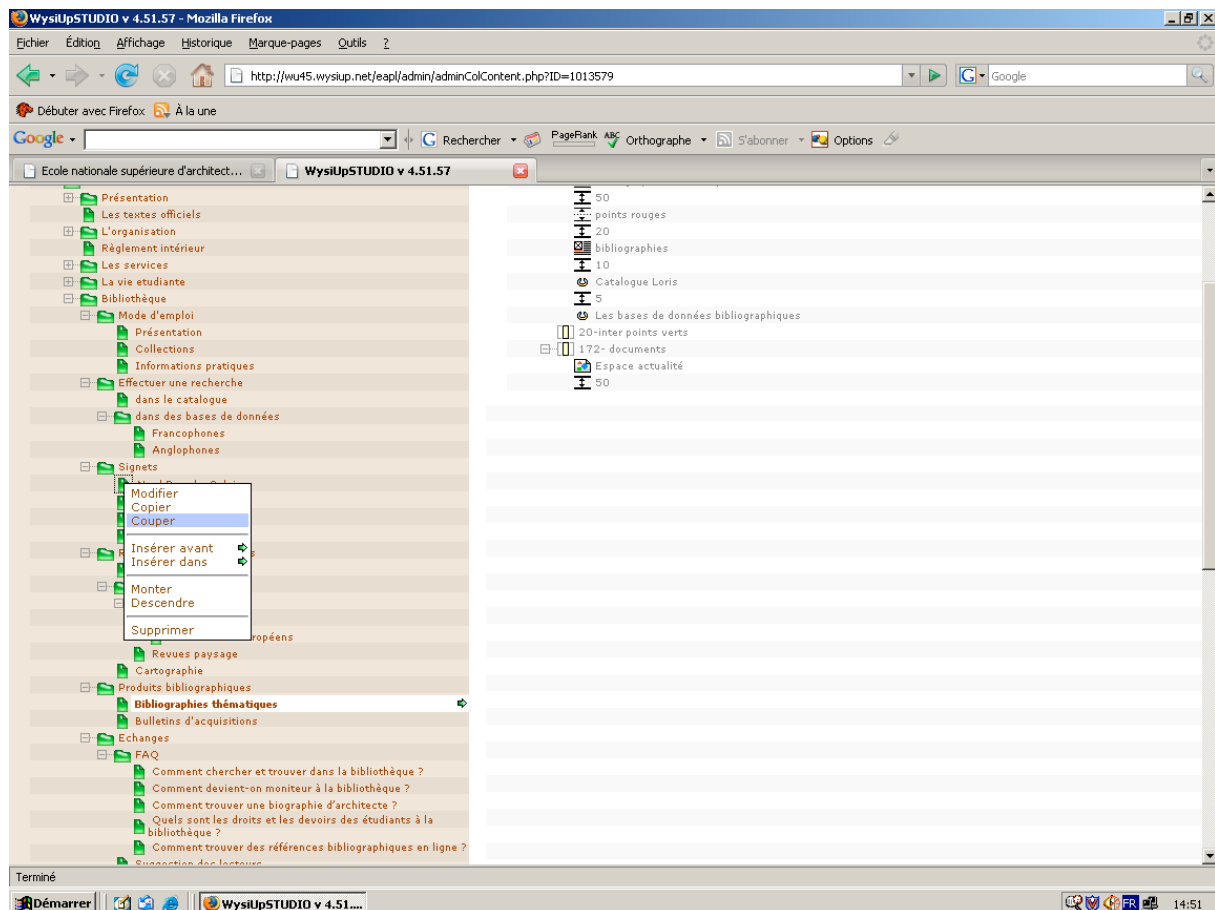 WysiUpSTUDIO v 4.51.57 - Mozilla Firefox
Fichier Édition Affichage Historique Marque-pages Outils ?
http://wu45.wysiup.net/eapl/admin/adminColContent.php?ID=1013579
G Google
Débuter avec Firefox À la une
Google G Rechercher PageRank ABC Orthographe S'abonner Options
Ecole nationale supérieure d'architect... WysiUpSTUDIO v 4.51.57
Présentation
Les textes officiels
L'organisation
Règlement intérieur
Les services
La vie etudiante
Bibliothèque
Mode d'emploi
Présentation
Collections
Informations pratiques
Effectuer une recherche
dans le catalogue
dans des bases de données
Francophones
Anglophones
Signets
Modifier
Copier
Couper
Insérer avant
Insérer dans
Monter
Descendre
Supprimer
ropéens
Revues paysage
Cartographie
Produits bibliographiques
Bibliographies thématiques
Bulletins d'acquisitions
Echanges
FAQ
Comment chercher et trouver dans la bibliothèque ?
Comment devient-on moniteur à la bibliothèque ?
Comment trouver une biographie d'architecte ?
Quels sont les droits et les devoirs des étudiants à la
bibliothèque ?
Comment trouver des références bibliographiques en ligne ?
Suggestion des lecteurs
50
points rouges
20
bibliographies
10
Catalogue Loris
5
Les bases de données bibliographiques
20-inter points verts
172- documents
Espace actualité
50
Terminé
Démarrer WysiUpSTUDIO v 4.51.... FR 14:51